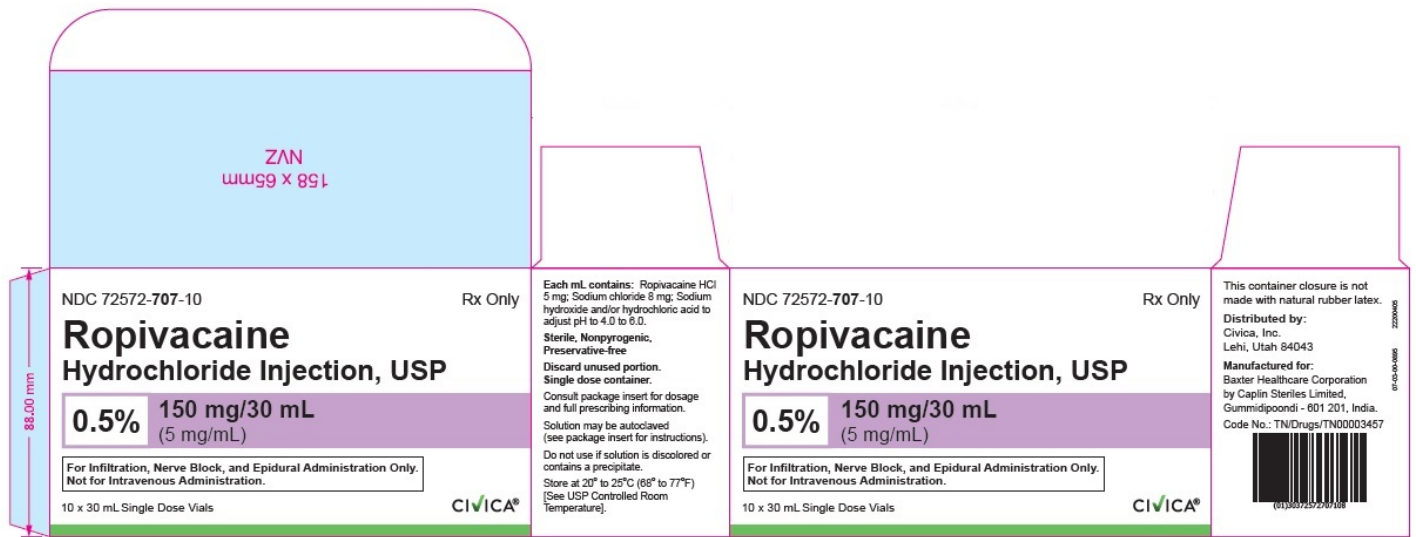 158 x 65mm
NVZ
88.00 mm
NDC 72572-707-10 Rx Only
Ropivacaine
Hydrochloride Injection, USP
0.5% 150 mg/30 mL
(5 mg/mL)
For Infiltration, Nerve Block, and Epidural Administration Only.
Not for Intravenous Administration.
10 x 30 mL Single Dose Vials CIVICA®
Each mL contains: Ropivacaine HCl
5 mg; Sodium chloride 8 mg; Sodium
hydroxide and/or hydrochloric acid to
adjust pH to 4.0 to 6.0.
Sterile, Nonpyrogenic,
Preservative-free
Discard unused portion.
Single dose container.
Consult package insert for dosage
and full prescribing information.
Solution may be autoclaved
(see package insert for instructions).
Do not use if solution is discolored or
contains a precipitate.
Store at 20° to 25°C (68° to 77°F)
[See USP Controlled Room
Temperature].
NDC 72572-707-10 Rx Only
Ropivacaine
Hydrochloride Injection, USP
0.5% 150 mg/30 mL
(5 mg/mL)
For Infiltration, Nerve Block, and Epidural Administration Only.
Not for Intravenous Administration.
10 x 30 mL Single Dose Vials CIVICA®
This container closure is not
made with natural rubber latex.
Distributed by:
Civica, Inc.
Lehi, Utah 84043
Manufactured for:
Baxter Healthcare Corporation
by Caplin Steriles Limited,
Gummidipoondi - 601 201, India.
Code No.: TN/Drugs/TN00003457
(01)30372572707108
07-03-00-0695 22200405